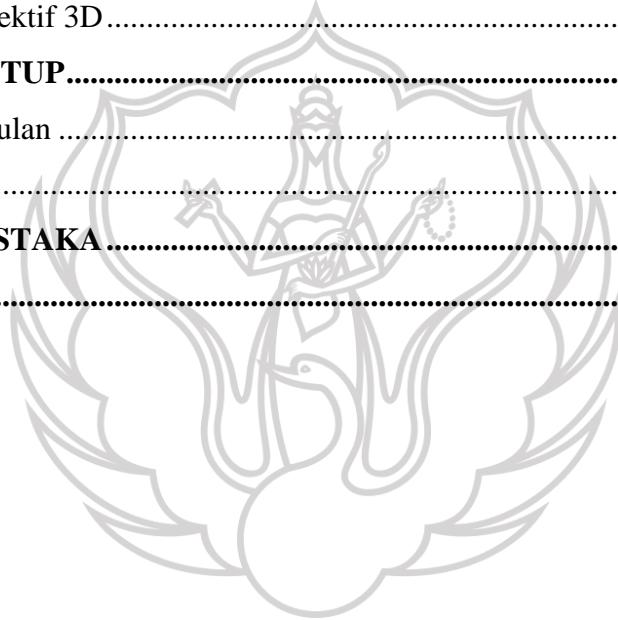 ektif 3D........................................................................
TUP........................................................................
ulan ........................................................................
........................................................................
STAKA........................................................................
........................................................................